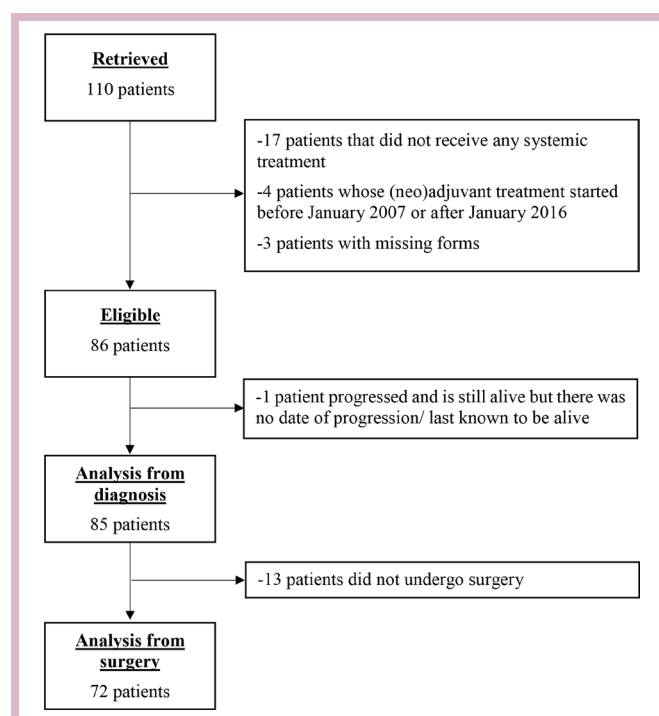 Retrieved
110 patients
-17 patients that did not receive any systemic
treatment
-4 patients whose (neo)adjuvant treatment started
before January 2007 or after January 2016
-3 patients with missing forms
Eligible
86 patients
-1 patient progressed and is still alive but there was
no date of progression/ last known to be alive
Analysis from
diagnosis
85 patients
-13 patients did not undergo surgery
Analysis from
surgery
72 patients